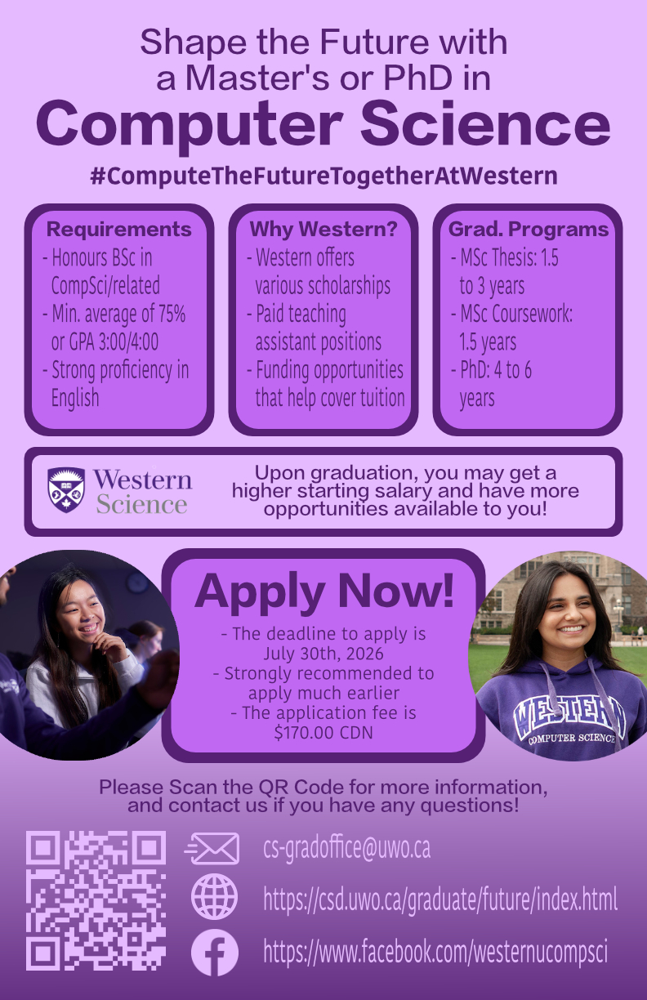 Shape the Future with
a Master's or PhD in
Computer Science
#ComputeTheFutureTogetherAtWestern
Requirements
- Honours BSc in
CompSci/related
- Min. average of 75%
or GPA 3:00/4:00
- Strong proficiency in
English
Why Western?
- Western offers
various scholarships
- Paid teaching
assistant positions
- Funding opportunities
that help cover tuition
Grad. Programs
- MSc Thesis: 1.5
to 3 years
- MSc Coursework:
1.5 years
- PhD: 4 to 6
years
Western
Science
Upon graduation, you may get a
higher starting salary and have more
opportunities available to you!
Apply Now!
- The deadline to apply is
July 30th, 2026
- Strongly recommended to
apply much earlier
- The application fee is
$170.00 CDN
WESTERN
COMPUTER SCIENCE
Please Scan the QR Code for more information,
and contact us if you have any questions!
cs-gradoffice@uwo.ca
https://csd.uwo.ca/graduate/future/index.html
https://www.facebook.com/westernucompsci